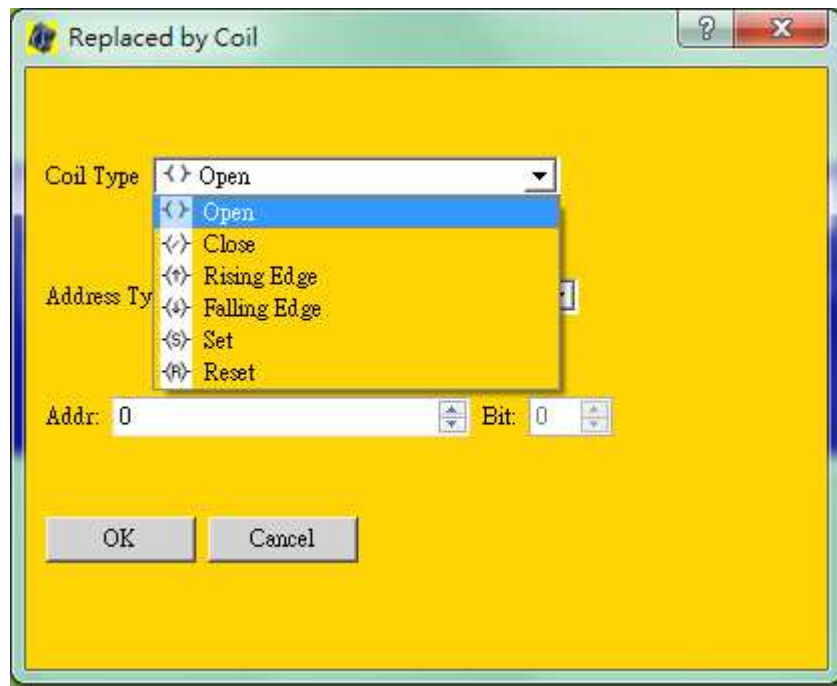 Replaced by Coil
Coil Type Open
Open
Close
Rising Edge
Address Ty
Falling Edge
Set
Reset
Addr: 0 Bit: 0
OK Cancel